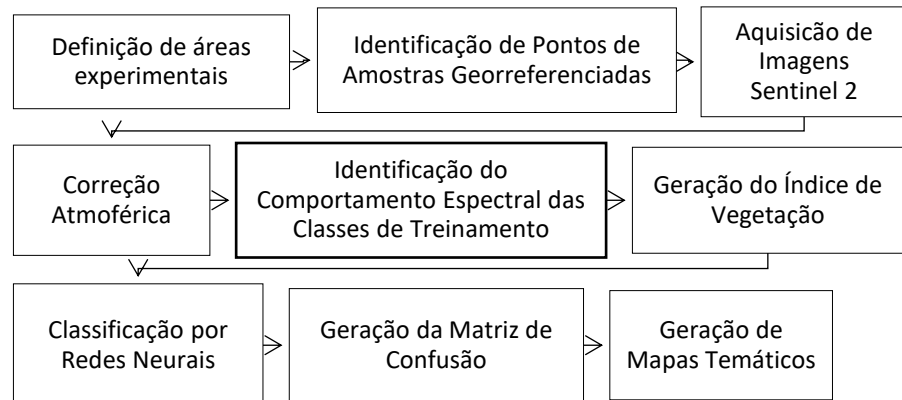 Definição de áreas
experimentais
Identificação de Pontos de
Amostras Georreferenciadas
Aquisicão de
Imagens
Sentinel 2
Correção
Atmoférica
Identificação do
Comportamento Espectral das
Classes de Treinamento
Geração do Índice de
Vegetação
Classificação por
Redes Neurais
Geração da Matriz de
Confusão
Geração de
Mapas Temáticos